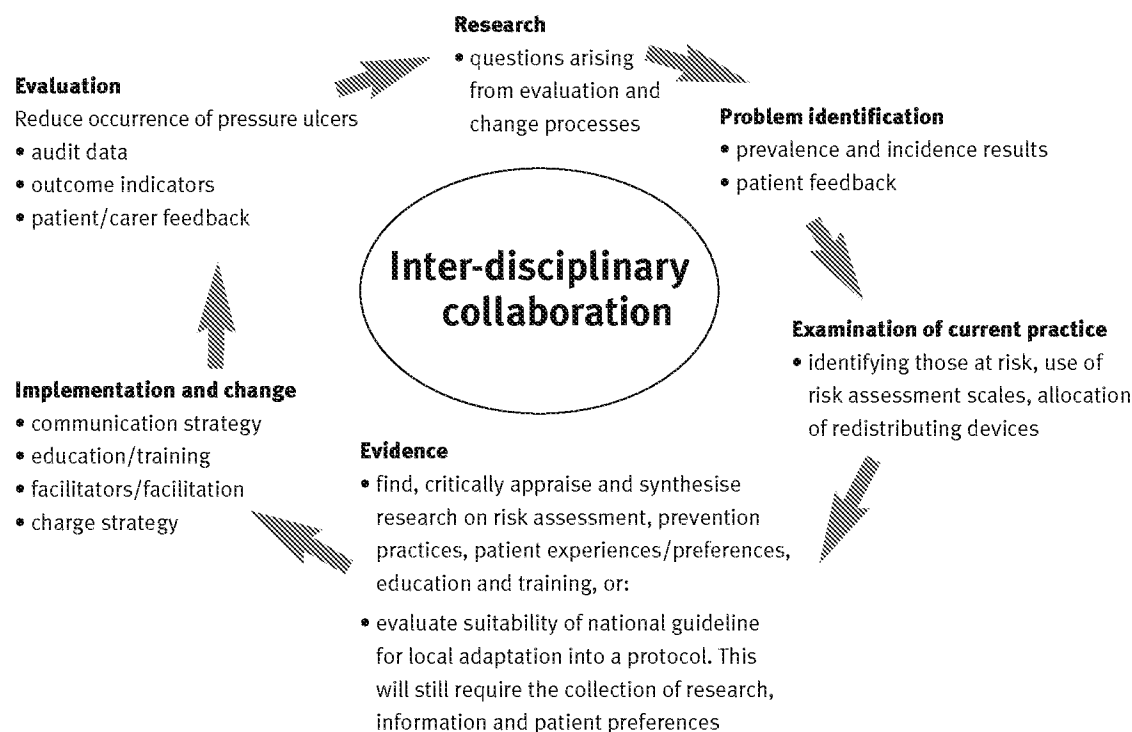 Research
• questions arising
from evaluation and
change processes
Problem identification
• prevalence and incidence results
• patient feedback
Examination of current practice
• identifying those at risk, use of
risk assessment scales, allocation
of redistributing devices
Evidence
• find, critically appraise and synthesise
research on risk assessment, prevention
practices, patient experiences/preferences,
education and training, or:
• evaluate suitability of national guideline
for local adaptation into a protocol. This
will still require the collection of research,
information and patient preferences
Implementation and change
• communication strategy
• education/training
• facilitators/facilitation
• charge strategy
Evaluation
Reduce occurrence of pressure ulcers
• audit data
• outcome indicators
• patient/carer feedback
Inter-disciplinary
collaboration